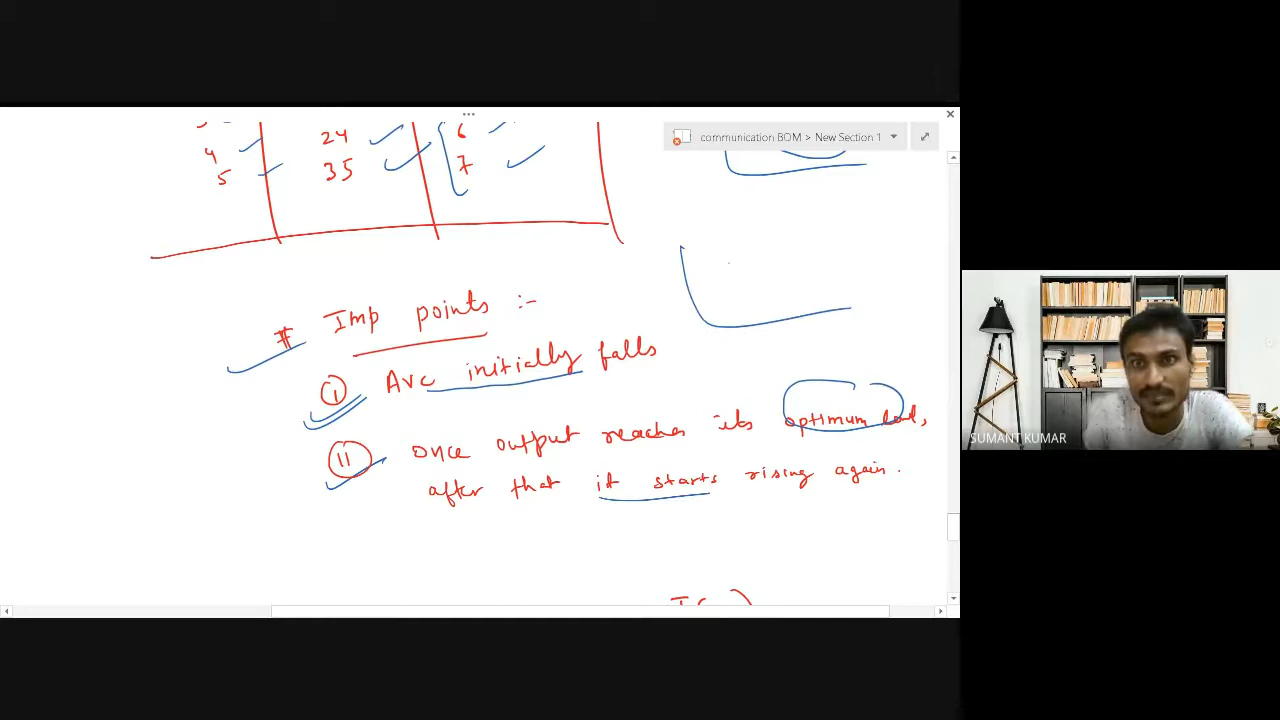 24 6
communication BOM > New Section 1
4
5 35 7
# Imp points :-
(i) Avc initially falls
(ii) Once output reaches its optimum level,
after that it starts rising again.
SUMANT KUMAR